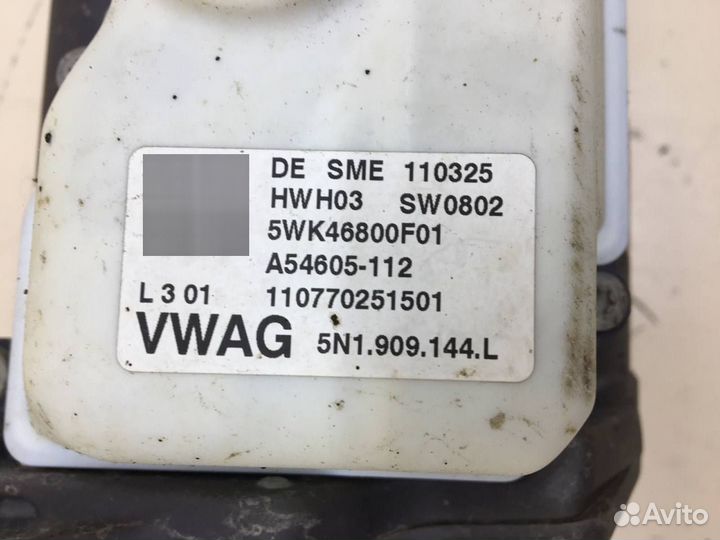 DE SME 110325
HWH03 SW0802
5WK46800F01
A54605-112
L 3 01 110770251501
VWAG 5N1.909.144.L
Avito